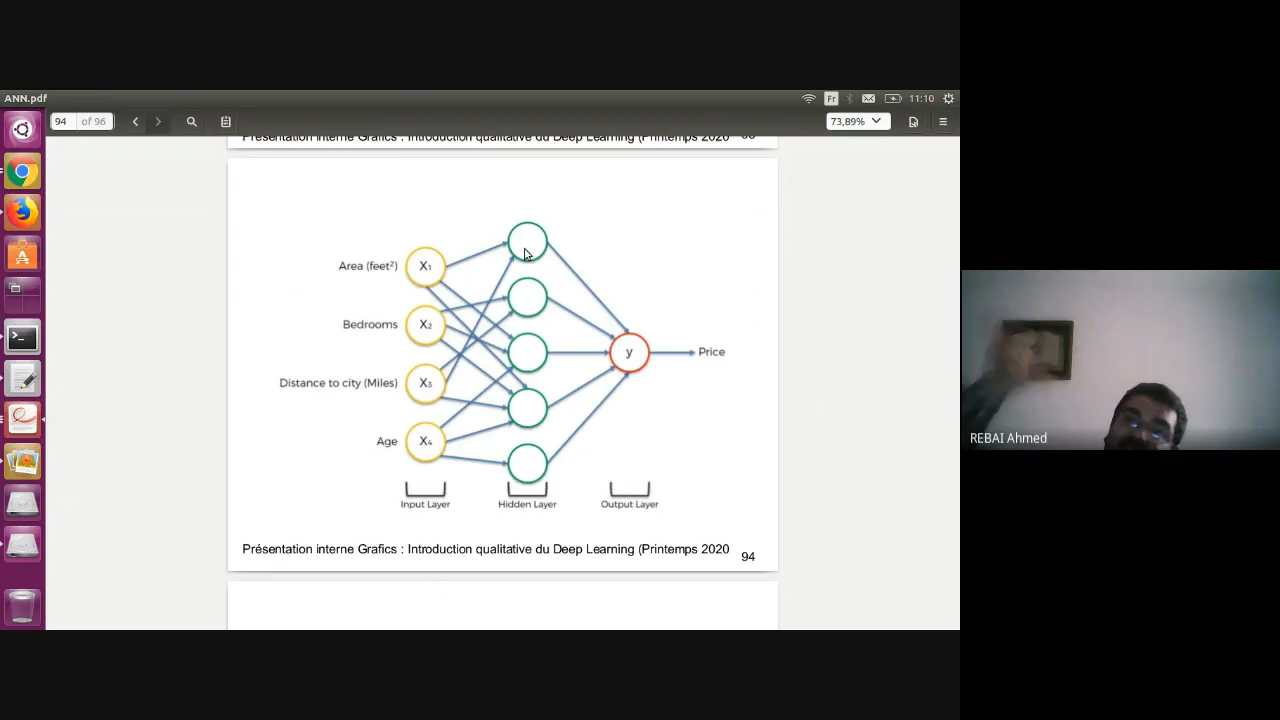 ANN.pdf
Fr
11:10
94 of 96
73,89%
Présentation interne Grafics : Introduction qualitative du Deep Learning (Printemps 2020
Area (feet²) X₁
Bedrooms X₂
Distance to city (Miles) X₃
Age X₄
y Price
Input Layer Hidden Layer Output Layer
Présentation interne Grafics : Introduction qualitative du Deep Learning (Printemps 2020
94
REBAI Ahmed